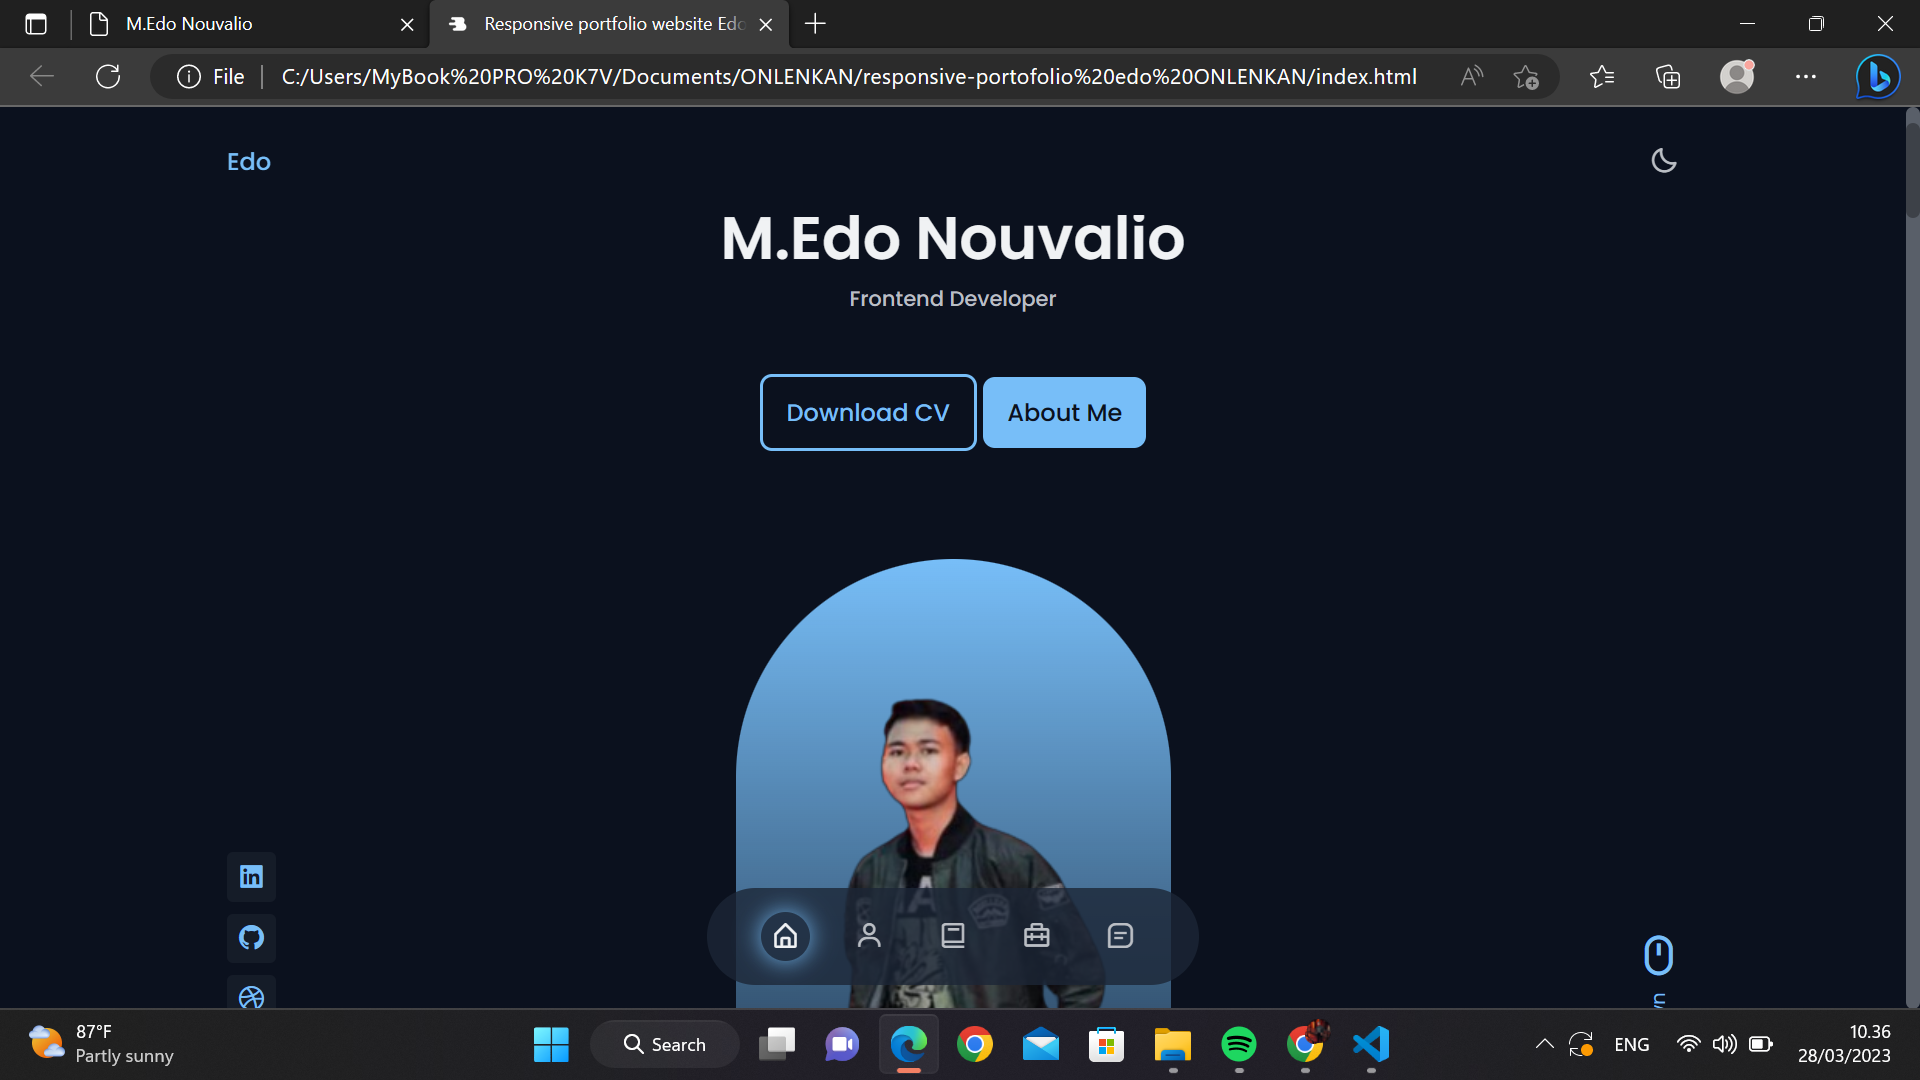 M.Edo Nouvalio
Responsive portfolio website Edo
File
C:/Users/MyBook%20PRO%20K7V/Documents/ONLENKAN/responsive-portofolio%20edo%20ONLENKAN/index.html
Edo
M.Edo Nouvalio
Frontend Developer
Download CV
About Me
87°F
Partly sunny
Search
ENG
10.36
28/03/2023